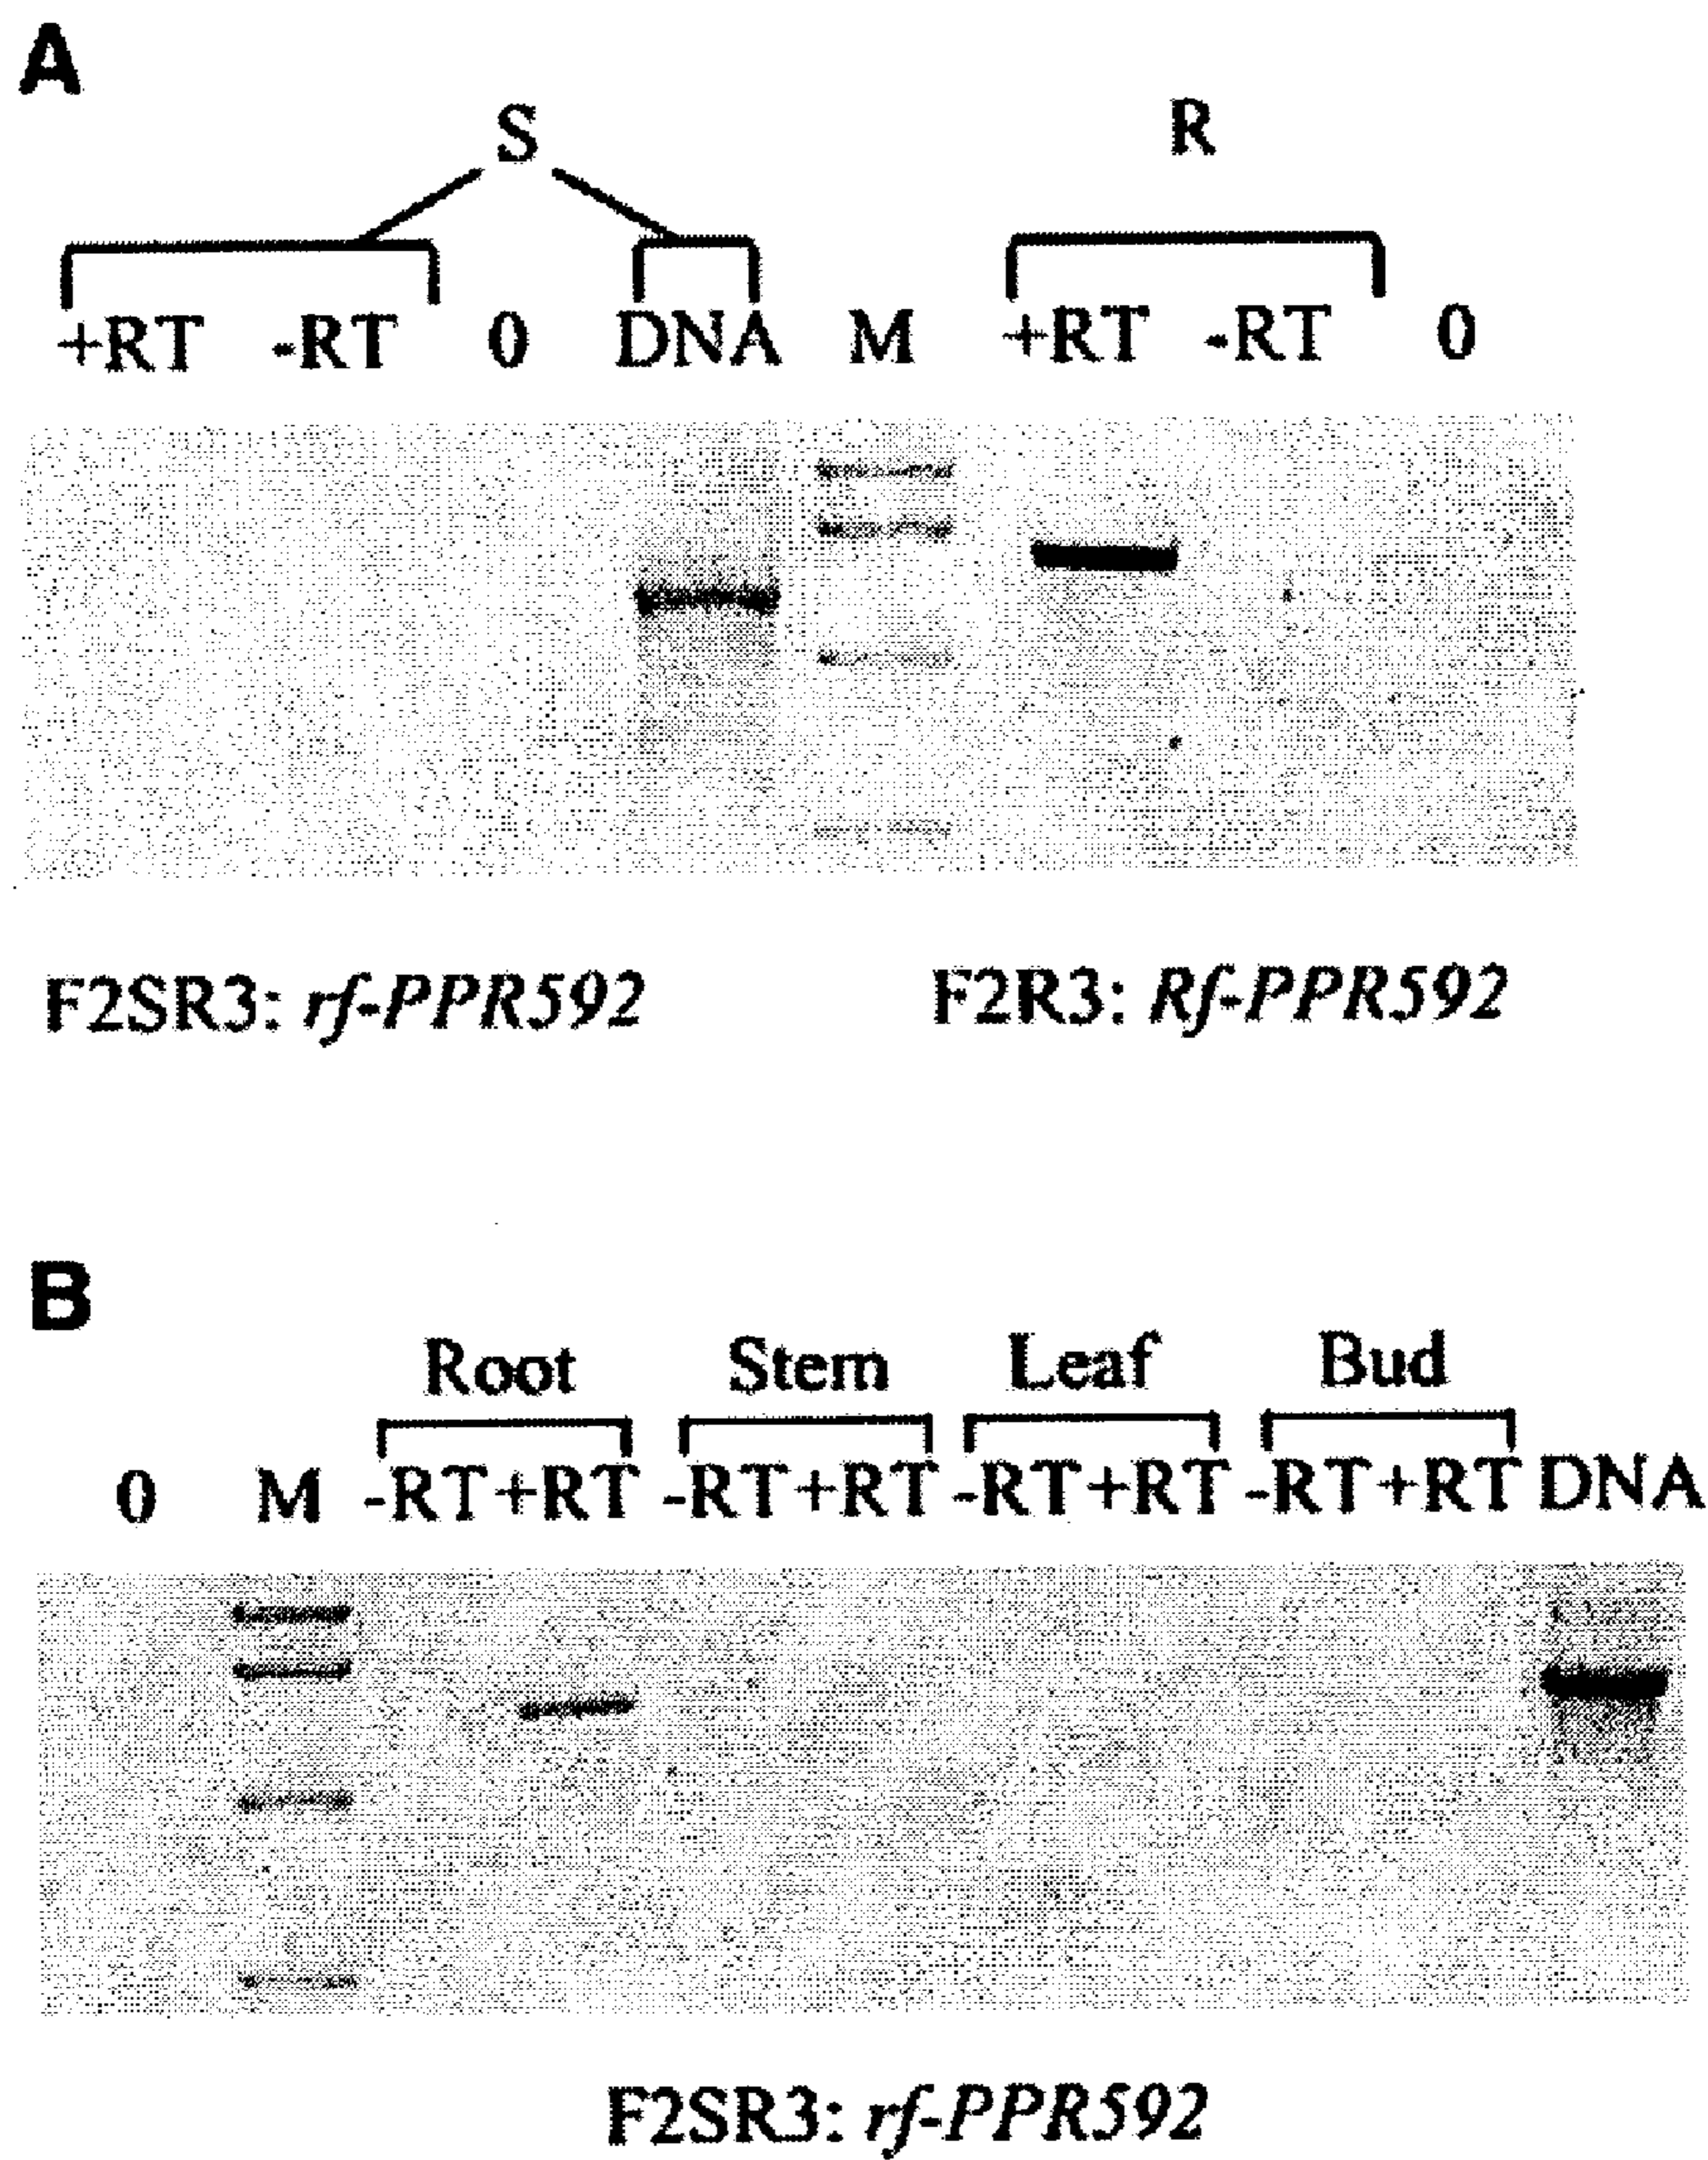 A
S R
+RT -RT 0 DNA M +RT -RT 0
F2SR3: rf-PPR592 F2R3: Rf-PPR592
B
Root Stem Leaf Bud
0 M -RT +RT -RT +RT -RT +RT -RT +RT DNA
F2SR3: rf-PPR592